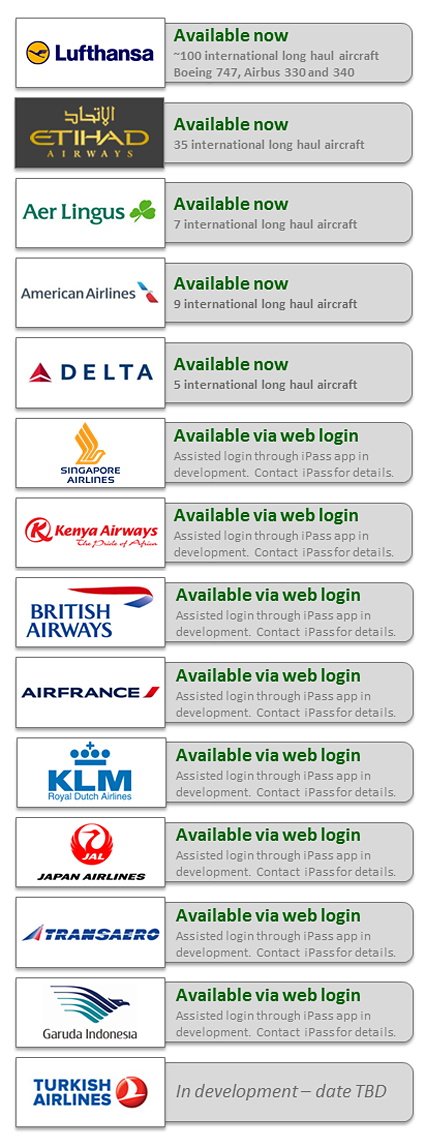 Lufthansa
Available now
~100 international long haul aircraft
Boeing 747, Airbus 330 and 340
الإتحاد
ETIHAD
AIRWAYS
Available now
35 international long haul aircraft
Aer Lingus
Available now
7 international long haul aircraft
American Airlines
Available now
9 international long haul aircraft
DELTA
Available now
5 international long haul aircraft
SINGAPORE
AIRLINES
Available via web login
Assisted login through iPass app in
development. Contact iPass for details.
Kenya Airways
The Pride of Africa
Available via web login
Assisted login through iPass app in
development. Contact iPass for details.
BRITISH
AIRWAYS
Available via web login
Assisted login through iPass app in
development. Contact iPass for details.
AIRFRANCE
Available via web login
Assisted login through iPass app in
development. Contact iPass for details.
KLM
Royal Dutch Airlines
Available via web login
Assisted login through iPass app in
development. Contact iPass for details.
JAL
JAPAN AIRLINES
Available via web login
Assisted login through iPass app in
development. Contact iPass for details.
TRANSAERO
Available via web login
Assisted login through iPass app in
development. Contact iPass for details.
Garuda Indonesia
Available via web login
Assisted login through iPass app in
development. Contact iPass for details.
TURKISH
AIRLINES
In development – date TBD